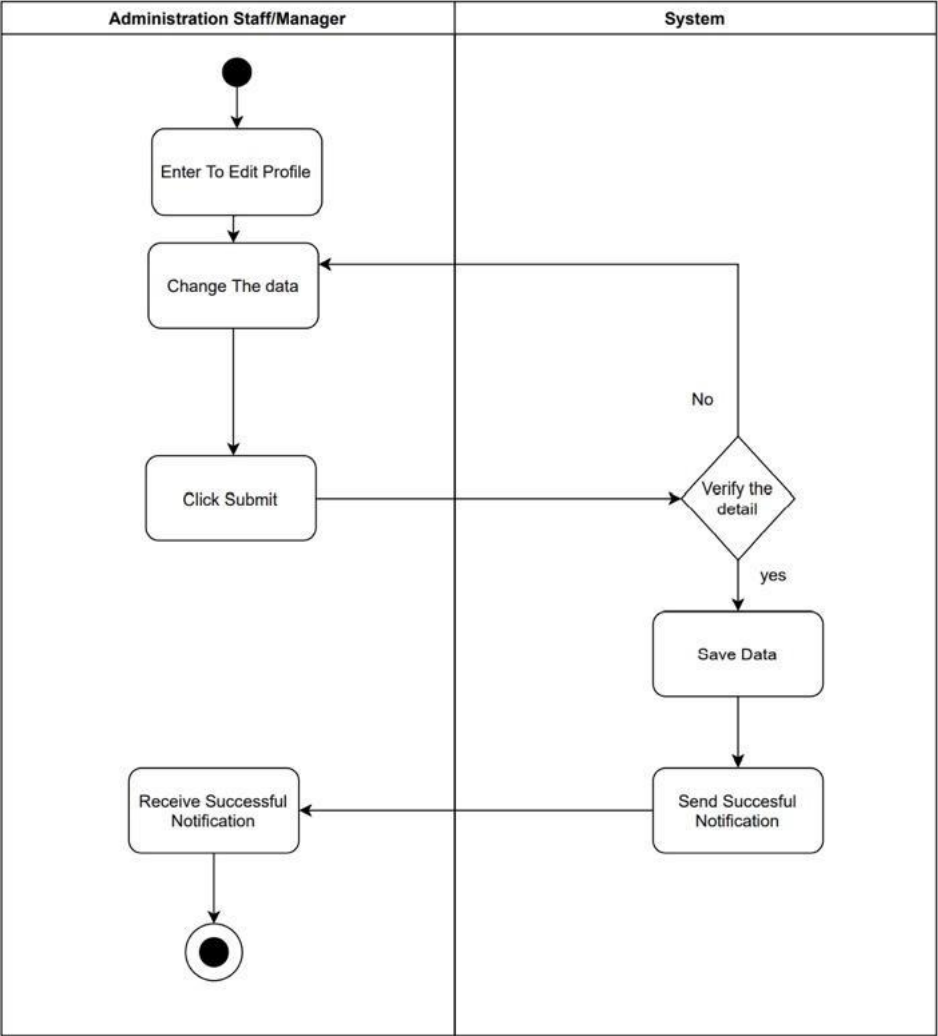 Administration Staff/Manager
System
Enter To Edit Profile
Change The data
No
Click Submit
Verify the
detail
yes
Save Data
Receive Successful
Notification
Send Succesful
Notification